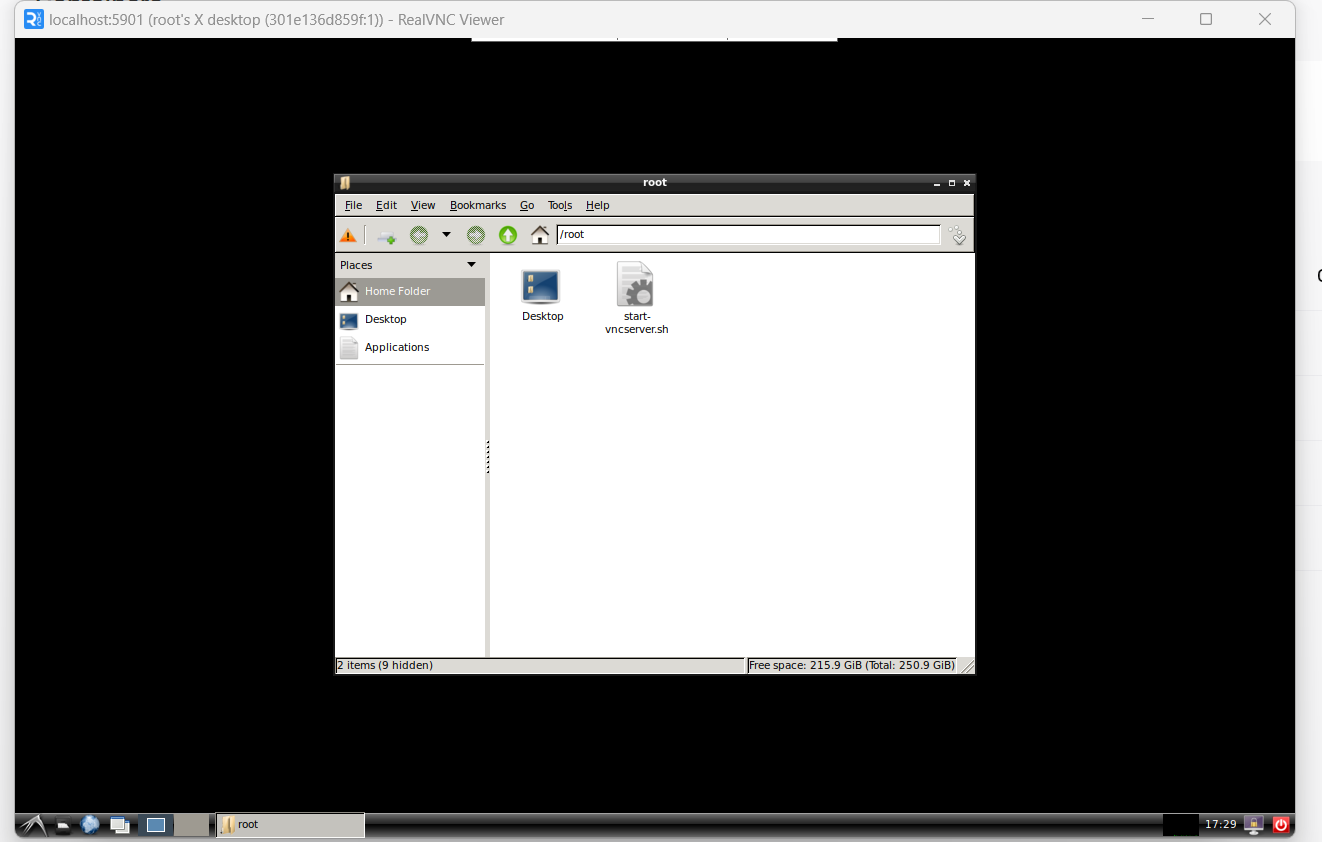 localhost:5901 (root's X desktop (301e136d859f:1)) - RealVNC Viewer
root
File Edit View Bookmarks Go Tools Help
/root
Places
Home Folder
Desktop
Applications
Desktop
start-
vncserver.sh
2 items (9 hidden)
Free space: 215.9 GiB (Total: 250.9 GiB)
root
17:29